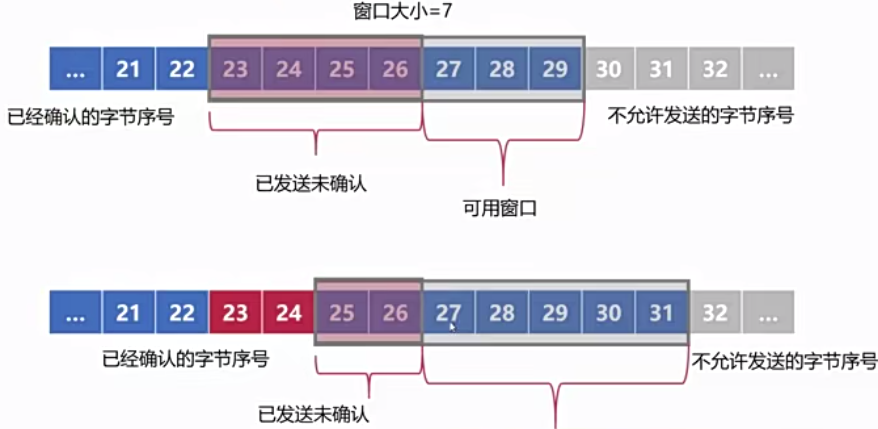 窗口大小=7
... 21 22 23 24 25 26 27 28 29 30 31 32 ...
已经确认的字节序号
不允许发送的字节序号
已发送未确认
可用窗口
... 21 22 23 24 25 26 27 28 29 30 31 32 ...
已经确认的字节序号
不允许发送的字节序号
已发送未确认